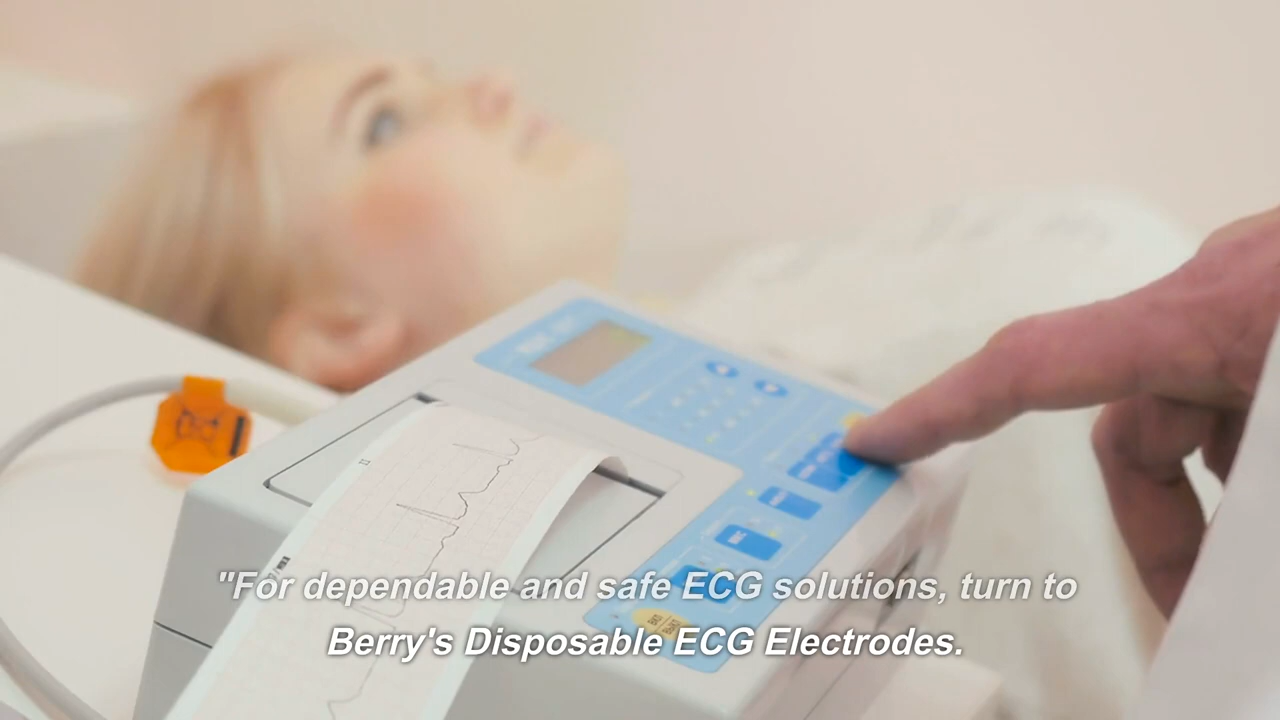 "For dependable and safe ECG solutions, turn to
Berry's Disposable ECG Electrodes.